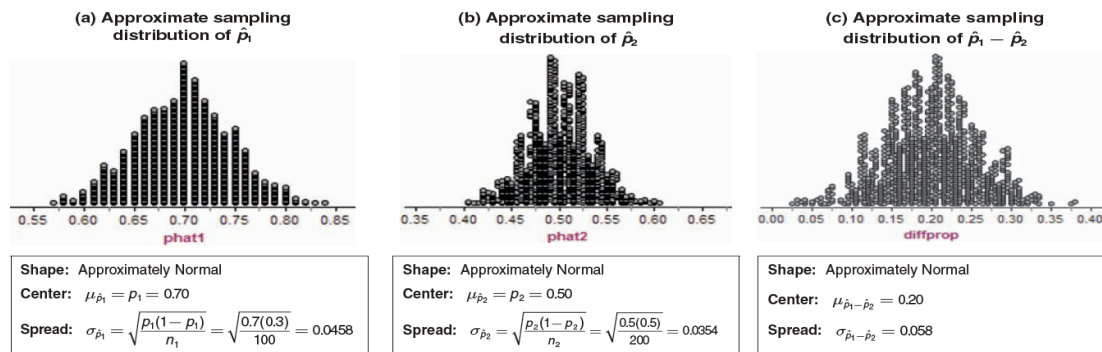 (a) Approximate sampling
distribution of p̂₁
0.55 0.60 0.65 0.70 0.75 0.80 0.85
phat1
Shape: Approximately Normal
Center: μ_p̂₁ = p₁ = 0.70
Spread: σ_p̂₁ = √(p₁(1 − p₁)/n₁) = √(0.7(0.3)/100) = 0.0458
(b) Approximate sampling
distribution of p̂₂
0.35 0.40 0.45 0.50 0.55 0.60 0.65
phat2
Shape: Approximately Normal
Center: μ_p̂₂ = p₂ = 0.50
Spread: σ_p̂₂ = √(p₂(1−p₂)/n₂) = √(0.5(0.5)/200) = 0.0354
(c) Approximate sampling
distribution of p̂₁ − p̂₂
0.00 0.05 0.10 0.15 0.20 0.25 0.30 0.35 0.40
diffprop
Shape: Approximately Normal
Center: μ_p̂₁−p̂₂ = 0.20
Spread: σ_p̂₁−p̂₂ = 0.058